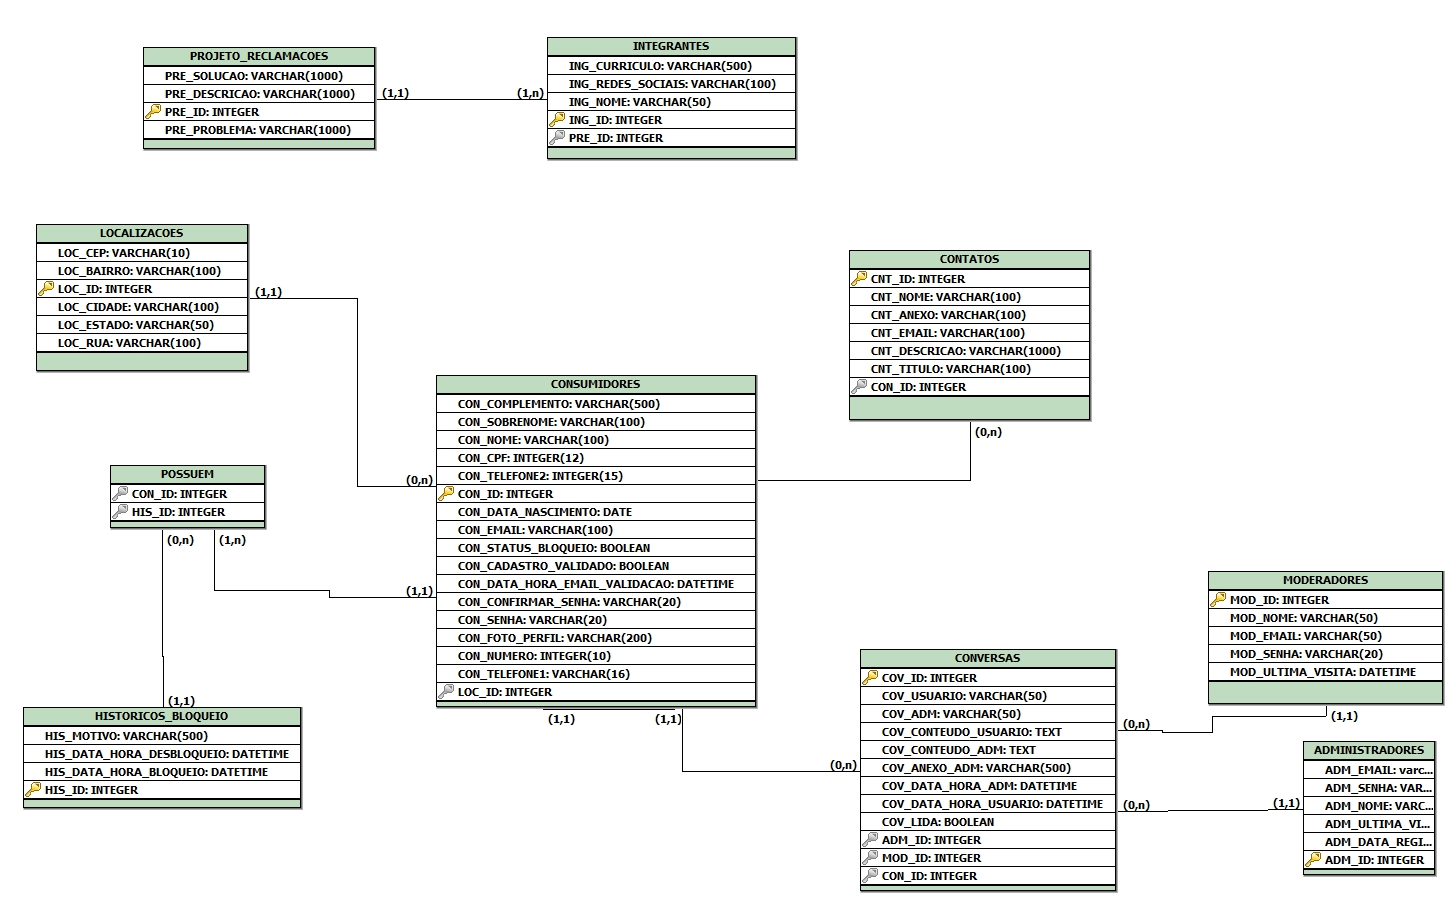 PROJETO_RECLAMACOES
PRE_SOLUCAO: VARCHAR(1000)
PRE_DESCRICAO: VARCHAR(1000)
PRE_ID: INTEGER
PRE_PROBLEMA: VARCHAR(1000)
(1,1)
(1,n)
INTEGRANTES
ING_CURRICULO: VARCHAR(500)
ING_REDES_SOCIAIS: VARCHAR(100)
ING_NOME: VARCHAR(50)
ING_ID: INTEGER
PRE_ID: INTEGER
LOCALIZACOES
LOC_CEP: VARCHAR(10)
LOC_BAIRRO: VARCHAR(100)
LOC_ID: INTEGER
LOC_CIDADE: VARCHAR(100)
LOC_ESTADO: VARCHAR(50)
LOC_RUA: VARCHAR(100)
(1,1)
(0,n)
CONTATOS
CNT_ID: INTEGER
CNT_NOME: VARCHAR(100)
CNT_ANEXO: VARCHAR(100)
CNT_EMAIL: VARCHAR(100)
CNT_DESCRICAO: VARCHAR(1000)
CNT_TITULO: VARCHAR(100)
CON_ID: INTEGER
(0,n)
CONSUMIDORES
CON_COMPLEMENTO: VARCHAR(500)
CON_SOBRENOME: VARCHAR(100)
CON_NOME: VARCHAR(100)
CON_CPF: INTEGER(12)
CON_TELEFONE2: INTEGER(15)
CON_ID: INTEGER
CON_DATA_NASCIMENTO: DATE
CON_EMAIL: VARCHAR(100)
CON_STATUS_BLOQUEIO: BOOLEAN
CON_CADASTRO_VALIDADO: BOOLEAN
CON_DATA_HORA_EMAIL_VALIDACAO: DATETIME
CON_CONFIRMAR_SENHA: VARCHAR(20)
CON_SENHA: VARCHAR(20)
CON_FOTO_PERFIL: VARCHAR(200)
CON_NUMERO: INTEGER(10)
CON_TELEFONE1: VARCHAR(16)
LOC_ID: INTEGER
(1,1)
(1,1)
POSSUEM
CON_ID: INTEGER
HIS_ID: INTEGER
(0,n)
(1,n)
(1,1)
(1,1)
HISTORICOS_BLOQUEIO
HIS_MOTIVO: VARCHAR(500)
HIS_DATA_HORA_DESBLOQUEIO: DATETIME
HIS_DATA_HORA_BLOQUEIO: DATETIME
HIS_ID: INTEGER
CONVERSAS
COV_ID: INTEGER
COV_USUARIO: VARCHAR(50)
COV_ADM: VARCHAR(50)
COV_CONTEUDO_USUARIO: TEXT
COV_CONTEUDO_ADM: TEXT
COV_ANEXO_ADM: VARCHAR(500)
COV_DATA_HORA_ADM: DATETIME
COV_DATA_HORA_USUARIO: DATETIME
COV_LIDA: BOOLEAN
ADM_ID: INTEGER
MOD_ID: INTEGER
CON_ID: INTEGER
(0,n)
(0,n)
(0,n)
MODERADORES
MOD_ID: INTEGER
MOD_NOME: VARCHAR(50)
MOD_EMAIL: VARCHAR(50)
MOD_SENHA: VARCHAR(20)
MOD_ULTIMA_VISITA: DATETIME
(1,1)
(1,1)
ADMINISTRADORES
ADM_EMAIL: varc...
ADM_SENHA: VAR...
ADM_NOME: VARC...
ADM_ULTIMA_VI...
ADM_DATA_REGI...
ADM_ID: INTEGER